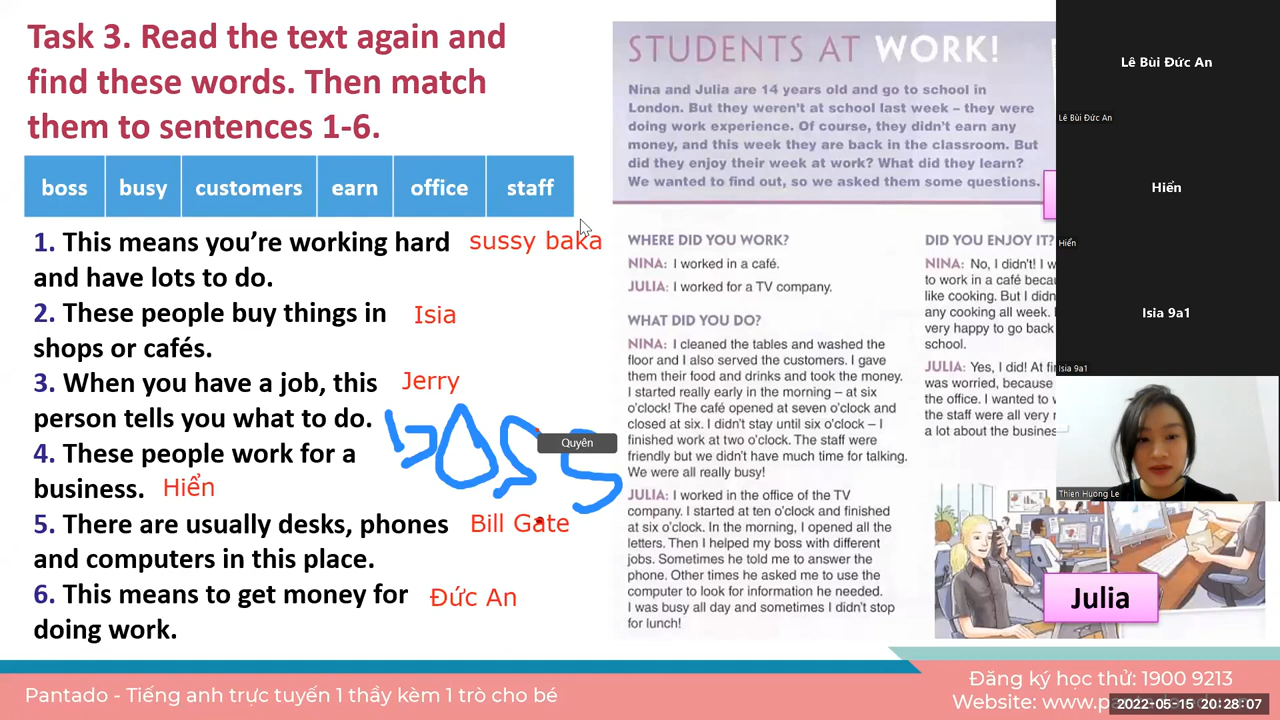 Task 3. Read the text again and
find these words. Then match
them to sentences 1-6.
boss busy customers earn office staff
1. This means you're working hard
and have lots to do.
sussy baka
2. These people buy things in
shops or cafés.
Isia
3. When you have a job, this
person tells you what to do.
Jerry
boss
Quyên
4. These people work for a
business.
Hiển
5. There are usually desks, phones
and computers in this place.
Bill Gate
6. This means to get money for
doing work.
Đức An
STUDENTS AT WORK!
Nina and Julia are 14 years old and go to school in
London. But they weren't at school last week – they were
doing work experience. Of course, they didn't earn any
money, and this week they are back in the classroom. But
did they enjoy their week at work? What did they learn?
We wanted to find out, so we asked them some questions.
WHERE DID YOU WORK?
NINA: I worked in a café.
JULIA: I worked for a TV company.
WHAT DID YOU DO?
NINA: I cleaned the tables and washed the
floor and I also served the customers. I gave
them their food and drinks and took the money.
I started really early in the morning – at six
o'clock! The café opened at seven o'clock and
closed at six. I didn't stay until six o'clock – I
finished work at two o'clock. The staff were
friendly but we didn't have much time for talking.
We were all really busy!
JULIA: I worked in the office of the TV
company. I started at ten o'clock and finished
at six o'clock. In the morning, I opened all the
letters. Then I helped my boss with different
jobs. Sometimes he told me to answer the
phone. Other times he asked me to use the
computer to look for information he needed.
I was busy all day and sometimes I didn't stop
for lunch!
DID YOU ENJOY IT?
NINA: No, I didn't! I w
to work in a café becau
like cooking. But I didn
any cooking all week. I
very happy to go back
school.
JULIA: Yes, I did! At fi
was worried, because
the office. I wanted to
the staff were all very
a lot about the busines
Julia
Lê Bùi Đức An
Lê Bùi Đức An
Hiển
Hiển
Isia 9a1
Isia 9a1
Thien Huong Le
Pantado - Tiếng anh trực tuyến 1 thầy kèm 1 trò cho bé
Đăng ký học thử: 1900 9213
Website: www.pa
2022-05-15 20:28:07